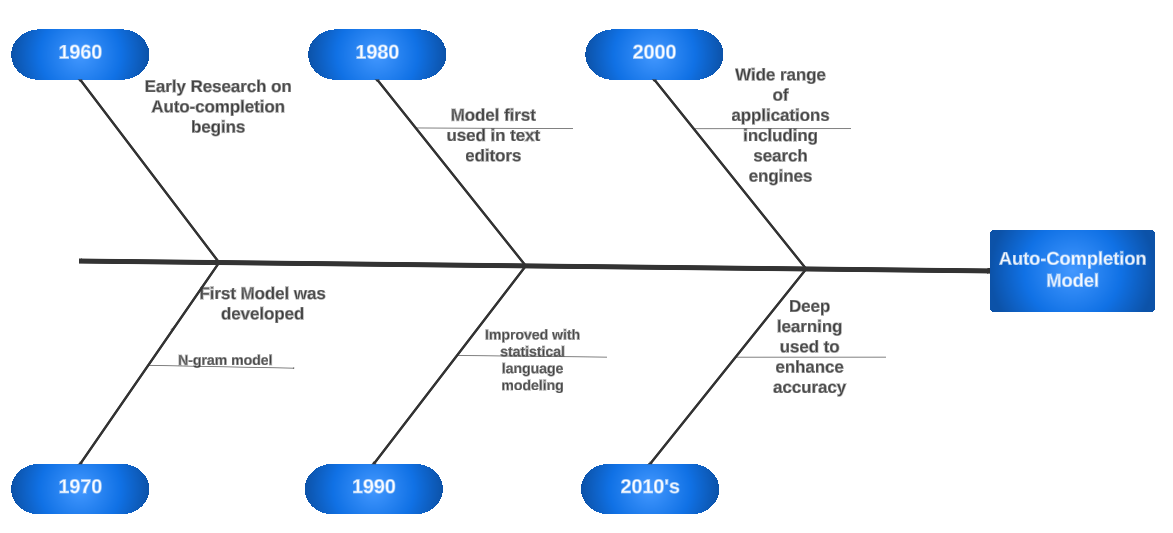 1960
Early Research on
Auto-completion
begins
1980
Model first
used in text
editors
2000
Wide range
of
applications
including
search
engines
Auto-Completion
Model
First Model was
developed
N-gram model
1970
Improved with
statistical
language
modeling
1990
Deep
learning
used to
enhance
accuracy
2010's